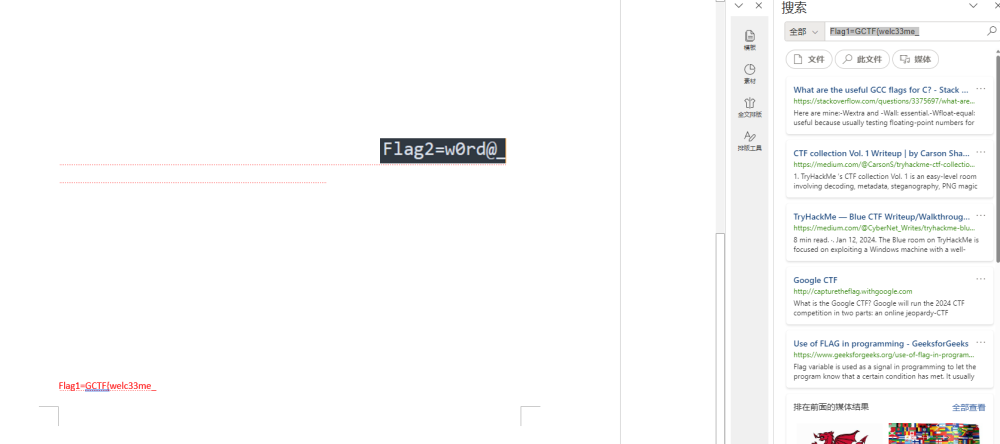 Flag2=w0rd@_
Flag1=GCTF{welc33me_
模板
素材
全文排版
排版工具
搜索
全部
Flag1=GCTF{welc33me_
文件
此文件
媒体
What are the useful GCC flags for C? - Stack ...
https://stackoverflow.com/questions/3375697/what-are...
Here are mine:-Wextra and -Wall: essential.-Wfloat-equal:
useful because usually testing floating-point numbers for
CTF collection Vol. 1 Writeup | by Carson Sha...
https://medium.com/@CarsonS/tryhackme-ctf-collectio...
1. TryHackMe 's CTF collection Vol. 1 is an easy-level room
involving decoding, metadata, steganography, PNG magic
TryHackMe — Blue CTF Writeup/Walkthroug...
https://medium.com/@CyberNet_Writes/tryhackme-blu...
8 min read. ·. Jan 12, 2024. The Blue room on TryHackMe is
focused on exploiting a Windows machine with a well-
Google CTF
http://capturetheflag.withgoogle.com
What is the Google CTF? Google will run the 2024 CTF
competition in two parts: an online jeopardy-CTF
Use of FLAG in programming - GeeksforGeeks
https://www.geeksforgeeks.org/use-of-flag-in-program...
Flag variable is used as a signal in programming to let the
program know that a certain condition has met. It usually
排在前面的媒体结果
全部查看